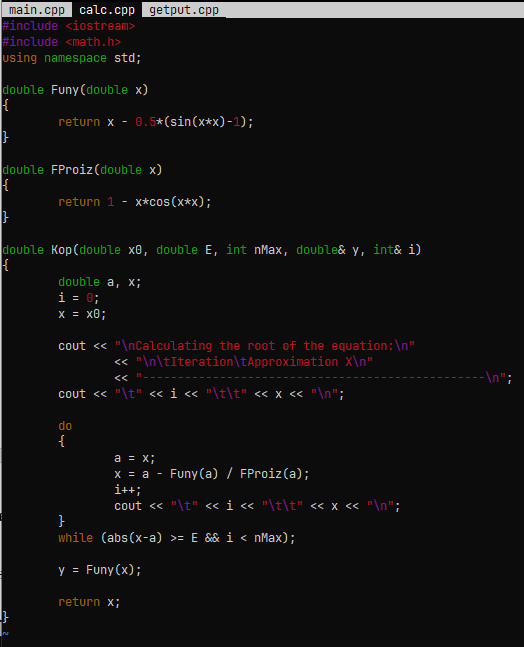 main.cpp calc.cpp getput.cpp
#include <iostream>
#include <math.h>
using namespace std;

double Funy(double x)
{
        return x - 0.5*(sin(x*x)-1);
}

double FProiz(double x)
{
        return 1 - x*cos(x*x);
}

double Kop(double x0, double E, int nMax, double& y, int& i)
{
        double a, x;
        i = 0;
        x = x0;

        cout << "\nCalculating the root of the equation:\n"
                << "\n\tIteration\tApproximation X\n"
                << "-------------------------------------------------\n";
        cout << "\t" << i << "\t\t" << x << "\n";

        do
        {
                a = x;
                x = a - Funy(a) / FProiz(a);
                i++;
                cout << "\t" << i << "\t\t" << x << "\n";
        }
        while (abs(x-a) >= E && i < nMax);

        y = Funy(x);

        return x;
}
~